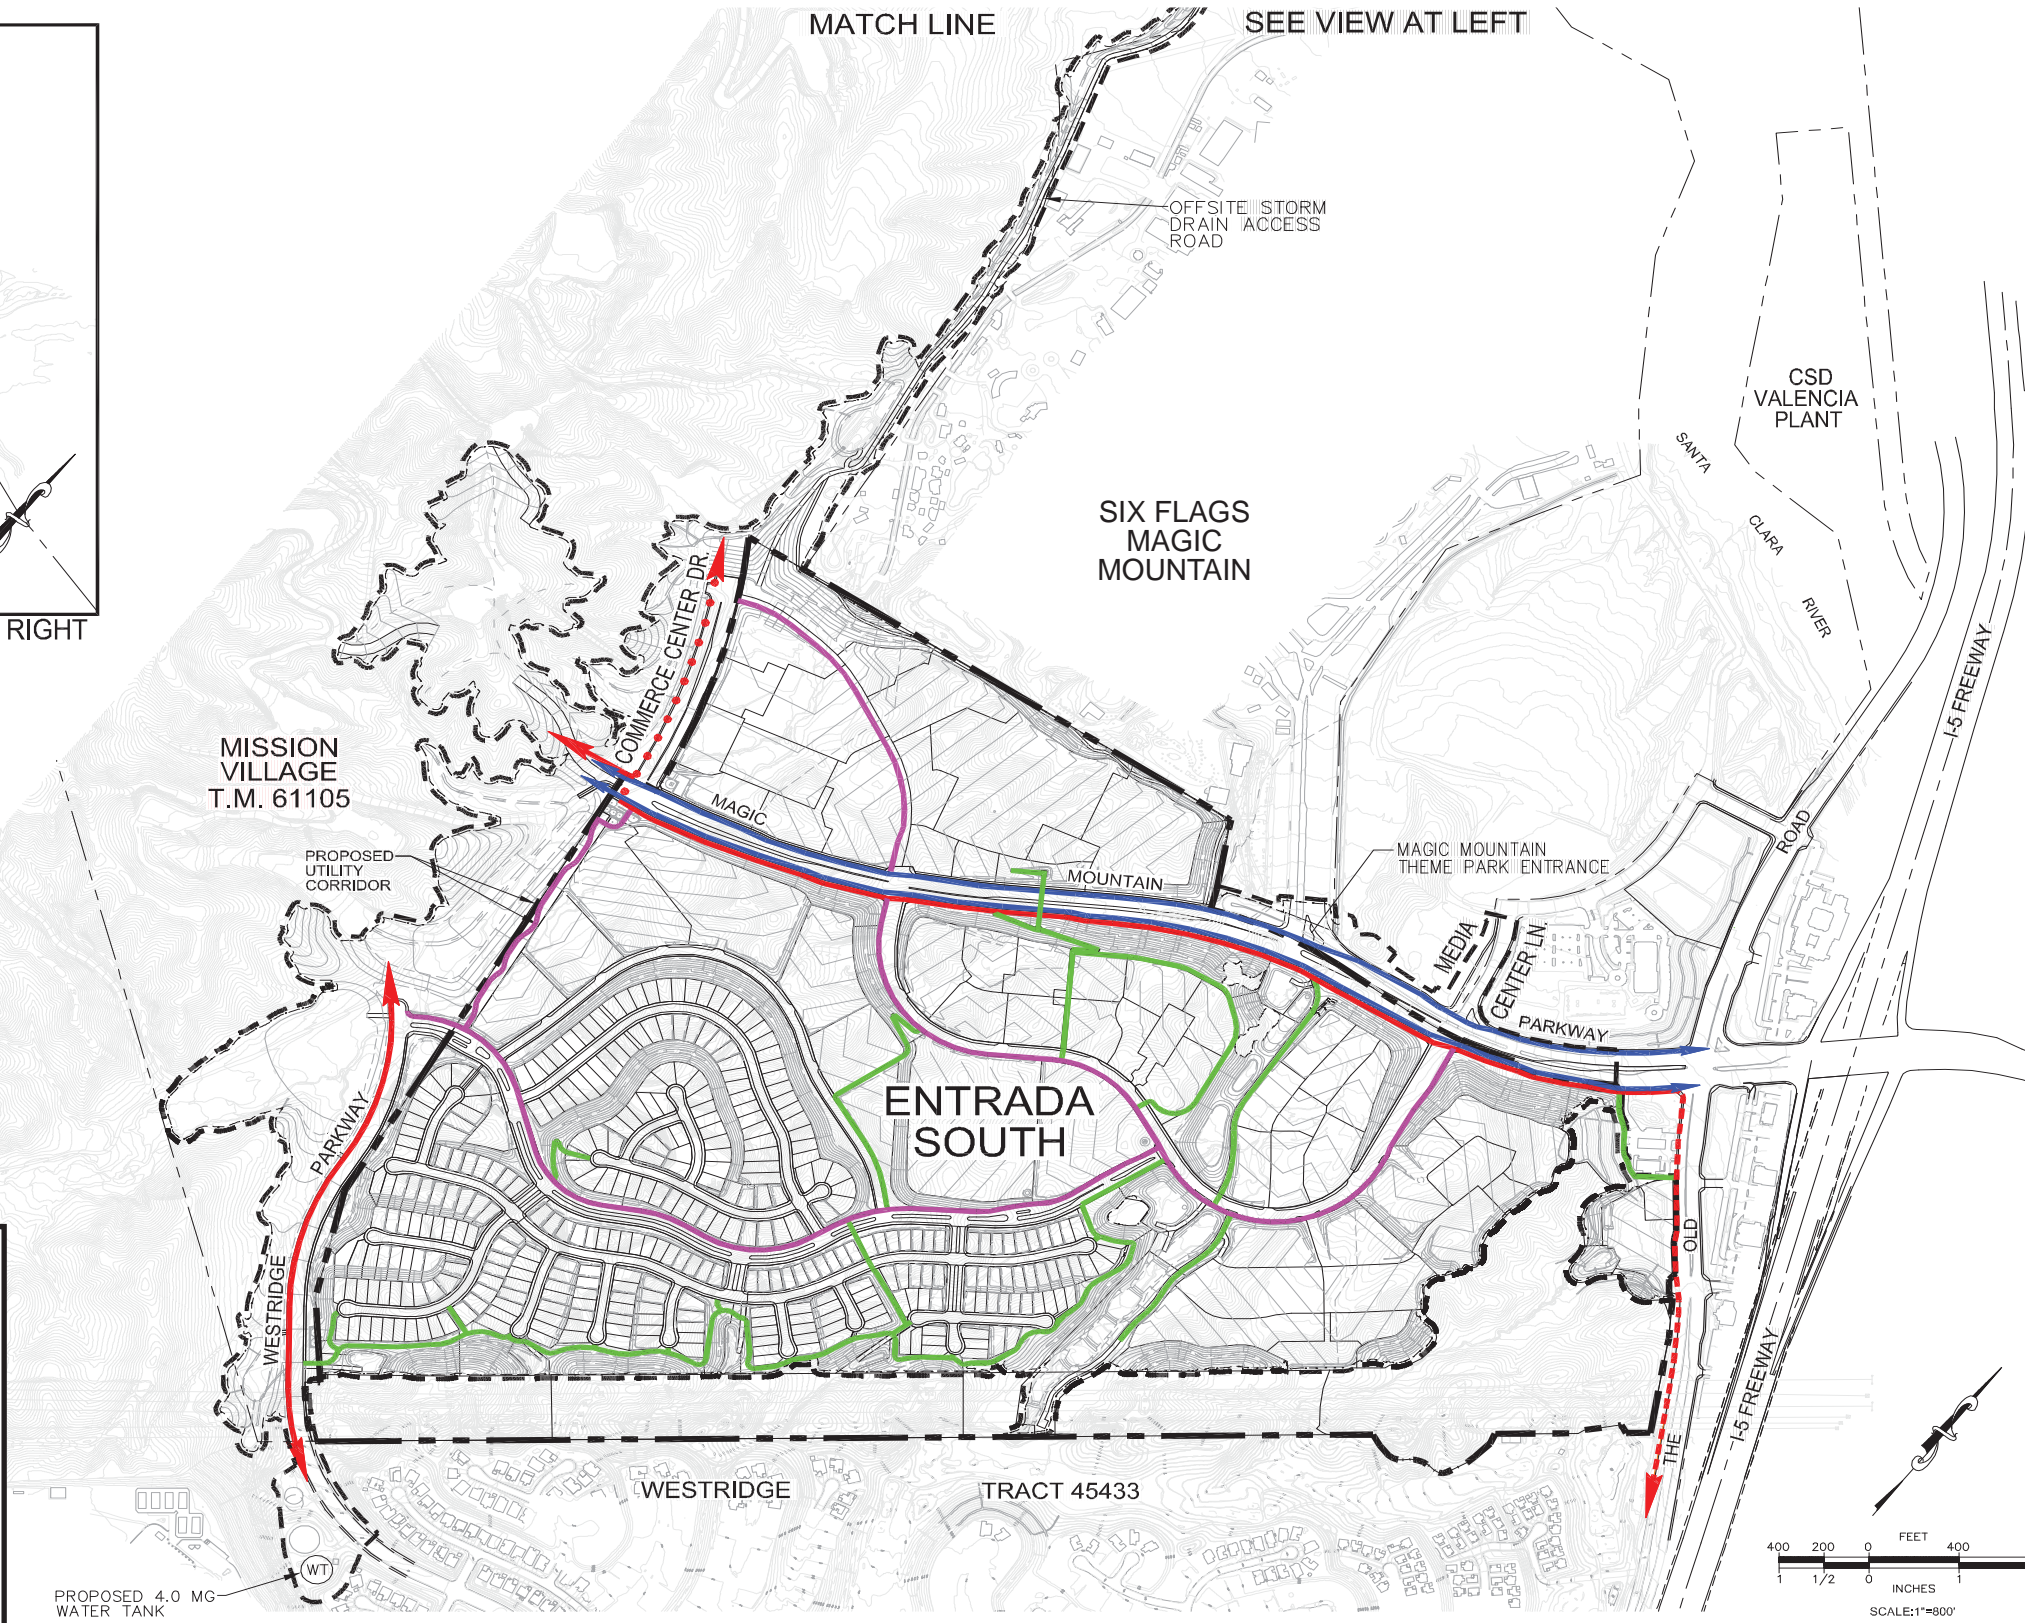 MATCH LINE
SEE VIEW AT LEFT
OFFSITE STORM
DRAIN ACCESS
ROAD
CSD
VALENCIA
PLANT
SANTA
CLARA
RIVER
SIX FLAGS
MAGIC
MOUNTAIN
RIGHT
I-5 FREEWAY
COMMERCE CENTER DR.
MISSION
VILLAGE
T.M. 61105
MAGIC
MOUNTAIN
PROPOSED
UTILITY
CORRIDOR
MAGIC MOUNTAIN
THEME PARK ENTRANCE
ROAD
MEDIA
CENTER LN.
PARKWAY
ENTRADA
SOUTH
PARKWAY
WESTRIDGE
OLD
THE
I-5 FREEWAY
WESTRIDGE
TRACT 45433
WT
PROPOSED 4.0 MG
WATER TANK
FEET
400 200 0 400
1 1/2 0 1
INCHES
SCALE:1"=800'